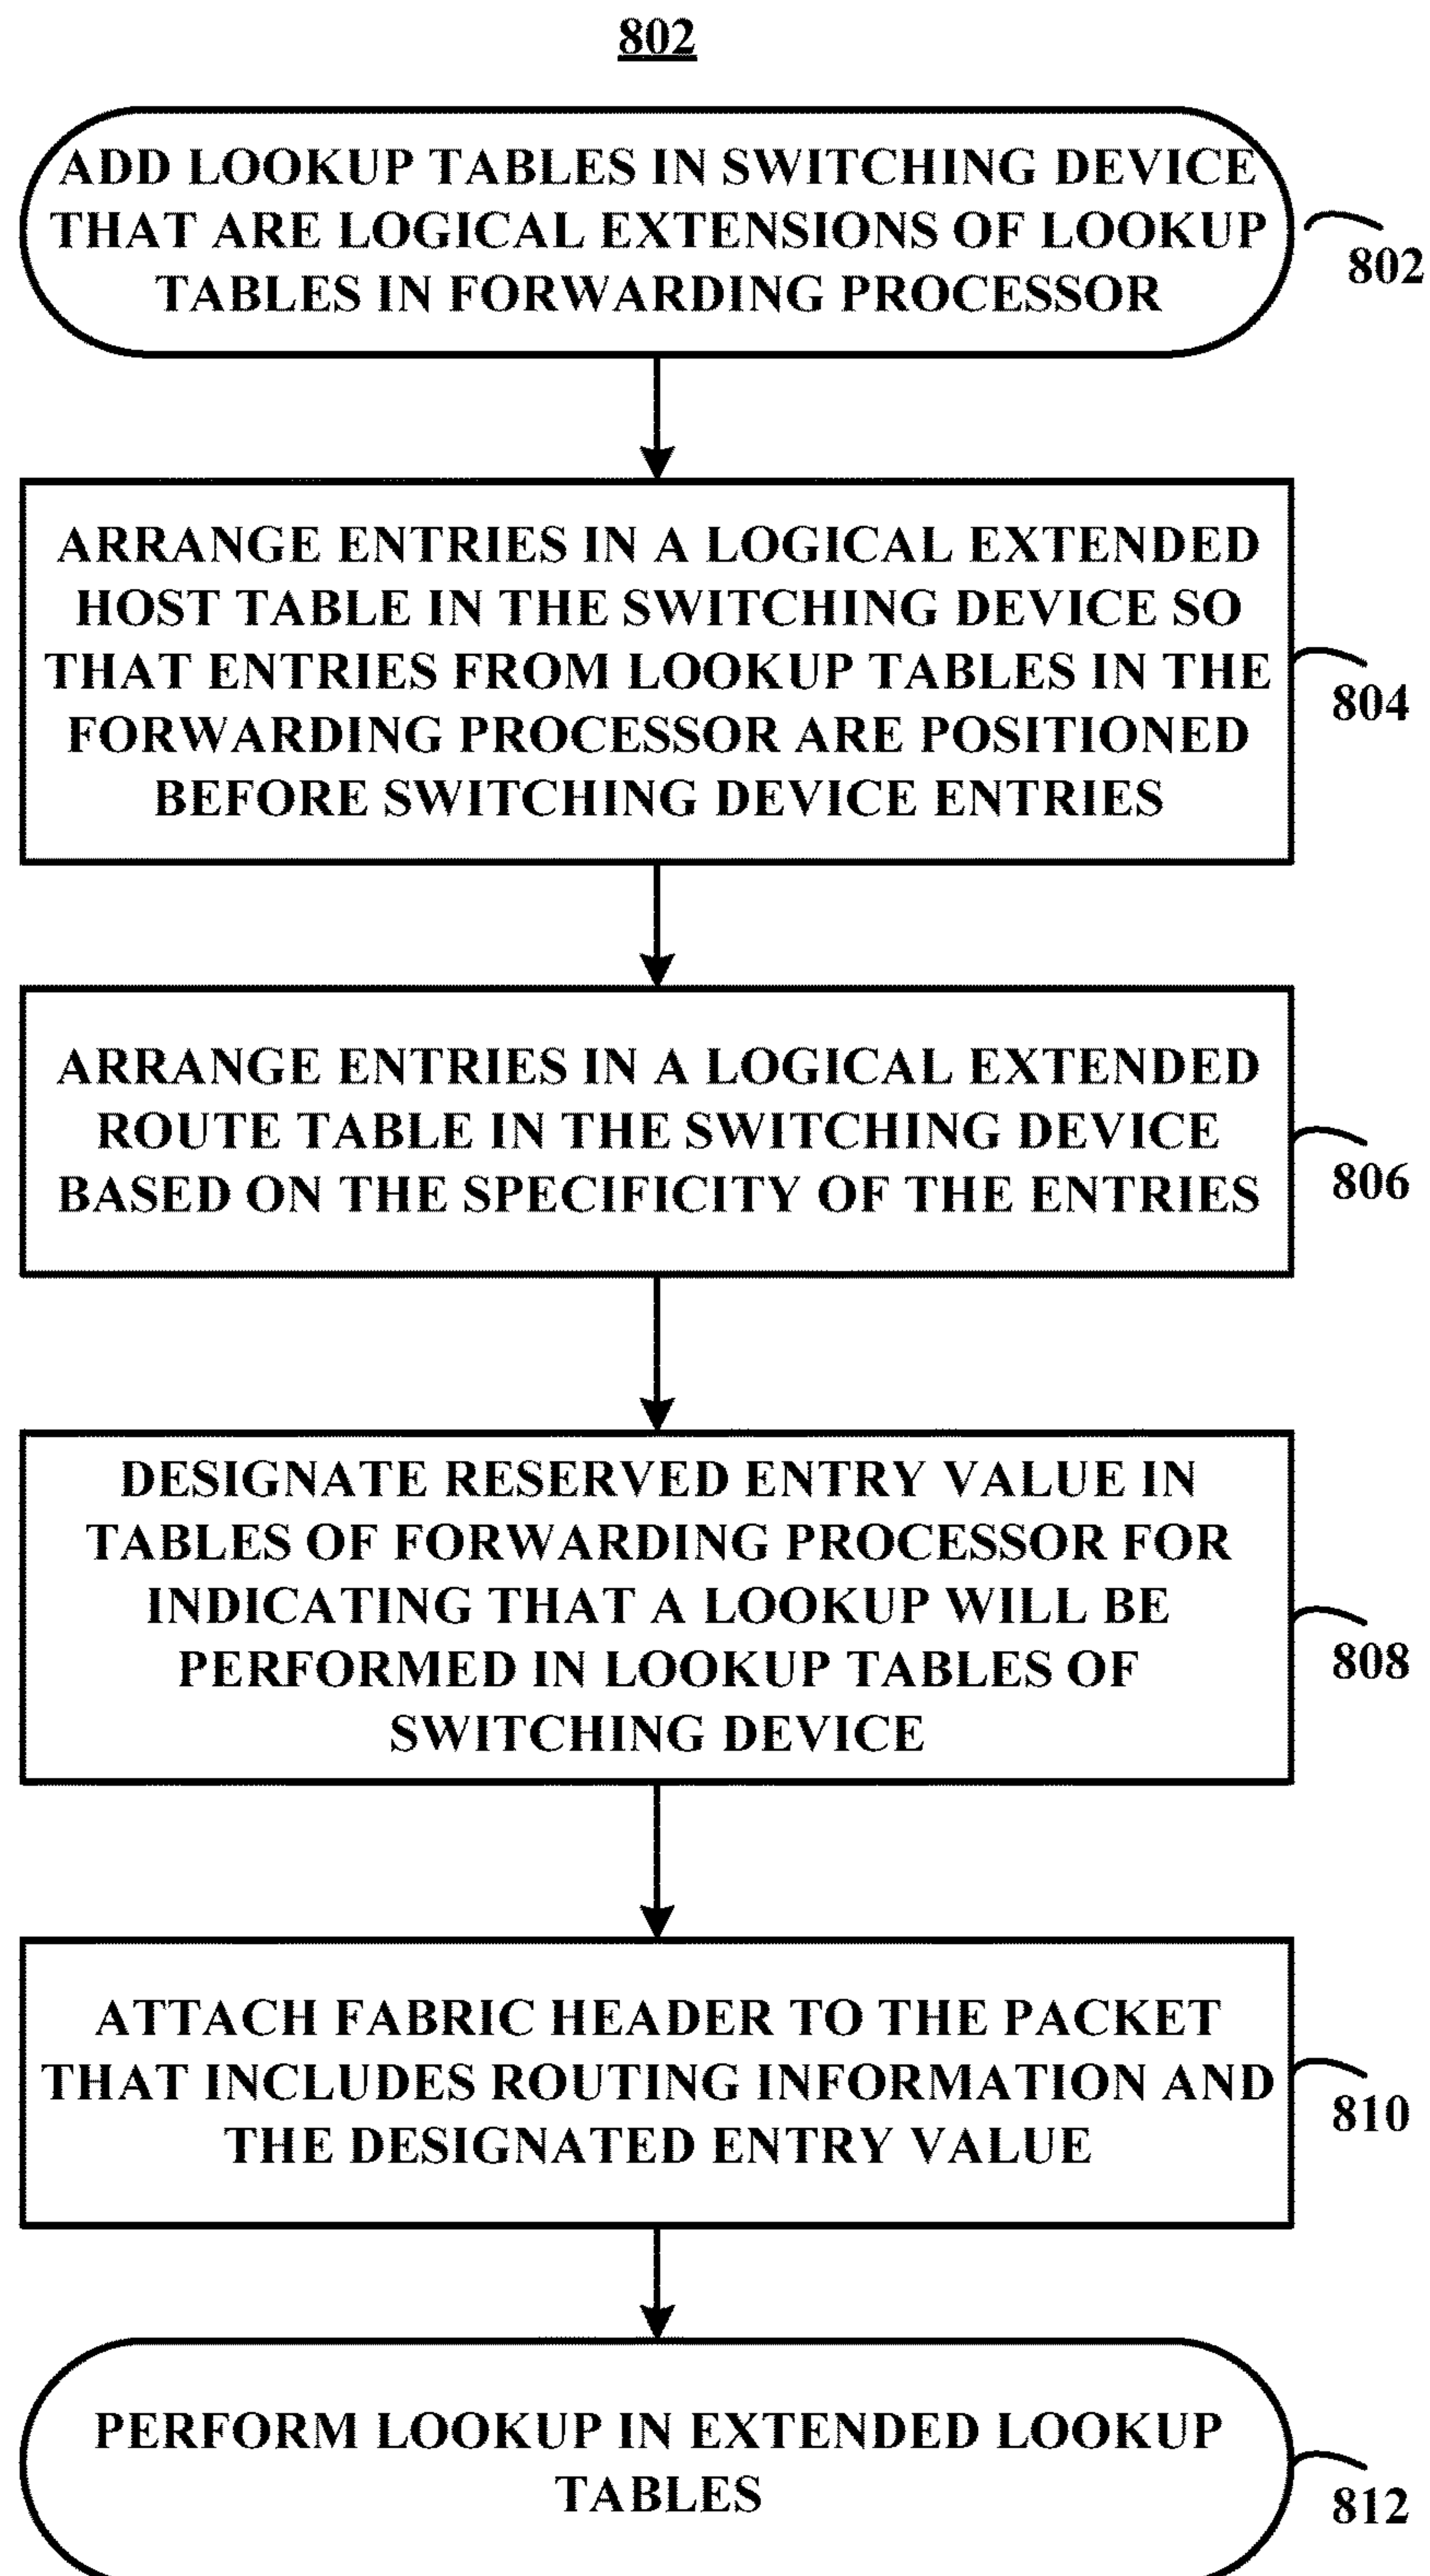 802
ADD LOOKUP TABLES IN SWITCHING DEVICE
THAT ARE LOGICAL EXTENSIONS OF LOOKUP
TABLES IN FORWARDING PROCESSOR
802
ARRANGE ENTRIES IN A LOGICAL EXTENDED
HOST TABLE IN THE SWITCHING DEVICE SO
THAT ENTRIES FROM LOOKUP TABLES IN THE
FORWARDING PROCESSOR ARE POSITIONED
BEFORE SWITCHING DEVICE ENTRIES
804
ARRANGE ENTRIES IN A LOGICAL EXTENDED
ROUTE TABLE IN THE SWITCHING DEVICE
BASED ON THE SPECIFICITY OF THE ENTRIES
806
DESIGNATE RESERVED ENTRY VALUE IN
TABLES OF FORWARDING PROCESSOR FOR
INDICATING THAT A LOOKUP WILL BE
PERFORMED IN LOOKUP TABLES OF
SWITCHING DEVICE
808
ATTACH FABRIC HEADER TO THE PACKET
THAT INCLUDES ROUTING INFORMATION AND
THE DESIGNATED ENTRY VALUE
810
PERFORM LOOKUP IN EXTENDED LOOKUP
TABLES
812